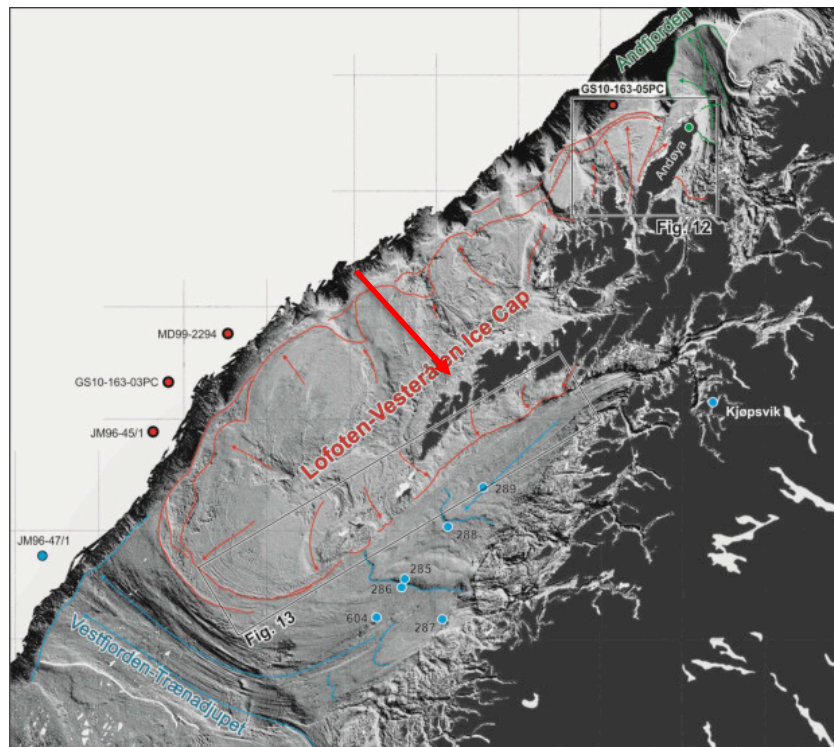 Andfjorden
GS10-163-05PC
Andøya
Fig. 12
MD99-2294
Lofoten-Vesterålen Ice Cap
GS10-163-03PC
Kjøpsvik
JM96-45/1
289
288
JM96-47/1
285
286
604
287
Fig. 13
Vestfjorden-Trænadjupet